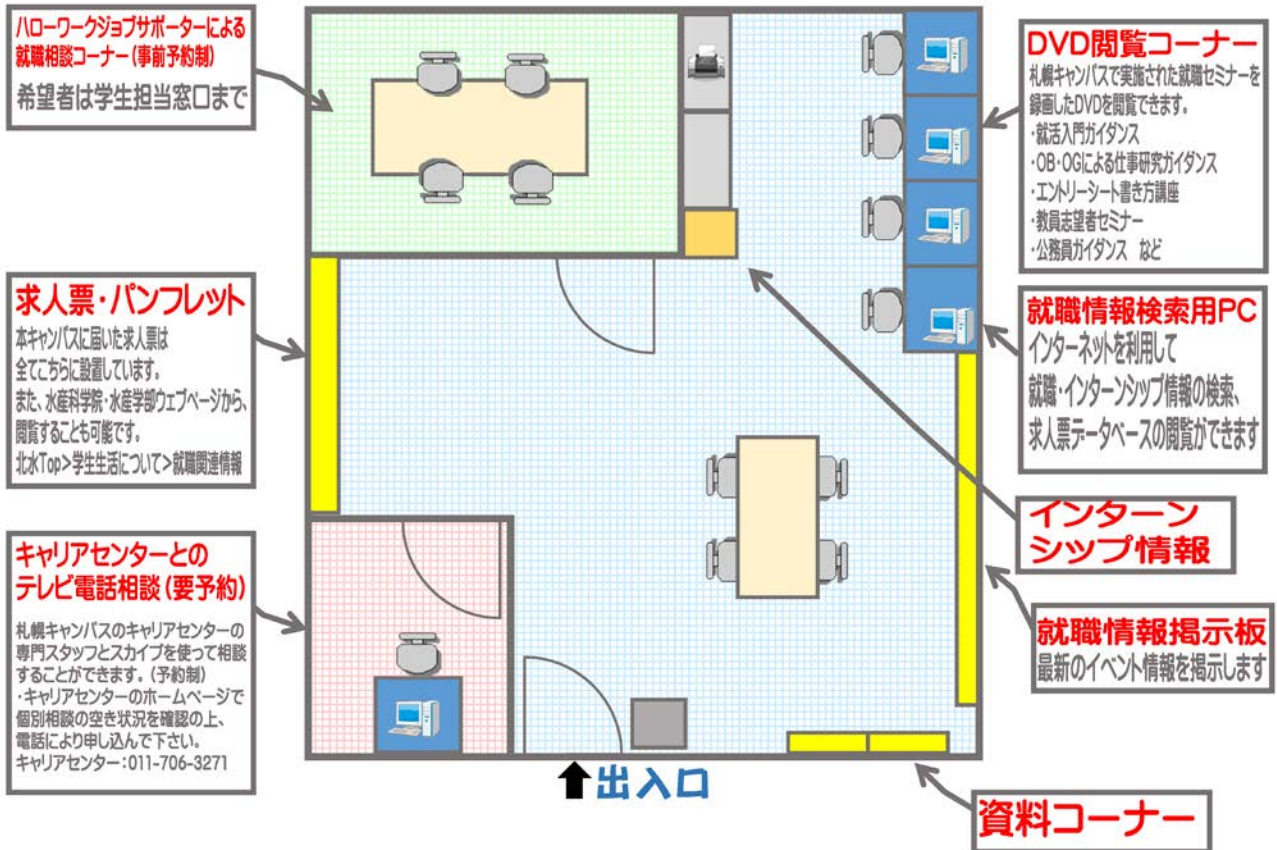 ハローワークジョブサポーターによる
就職相談コーナー(事前予約制)
希望者は学生担当窓口まで
求人票・パンフレット
本キャンパスに届いた求人票は
全てこちらに設置しています。
また、水産科学院・水産学部ウェブページから、
閲覧することも可能です。
北水Top>学生生活について>就職関連情報
キャリアセンターとの
テレビ電話相談(要予約)
札幌キャンパスのキャリアセンターの
専門スタッフとスカイプを使って相談
することができます。(予約制)
・キャリアセンターのホームページで
個別相談の空き状況を確認の上、
電話により申し込んで下さい。
キャリアセンター:011-706-3271
DVD閲覧コーナー
札幌キャンパスで実施された就職セミナーを
録画したDVDを閲覧できます。
・就活入門ガイダンス
・OB・OGによる仕事研究ガイダンス
・エントリーシート書き方講座
・教員志望者セミナー
・公務員ガイダンス など
就職情報検索用PC
インターネットを利用して
就職・インターンシップ情報の検索、
求人票データベースの閲覧ができます
インターン
シップ情報
就職情報掲示板
最新のイベント情報を掲示します
資料コーナー
出入口